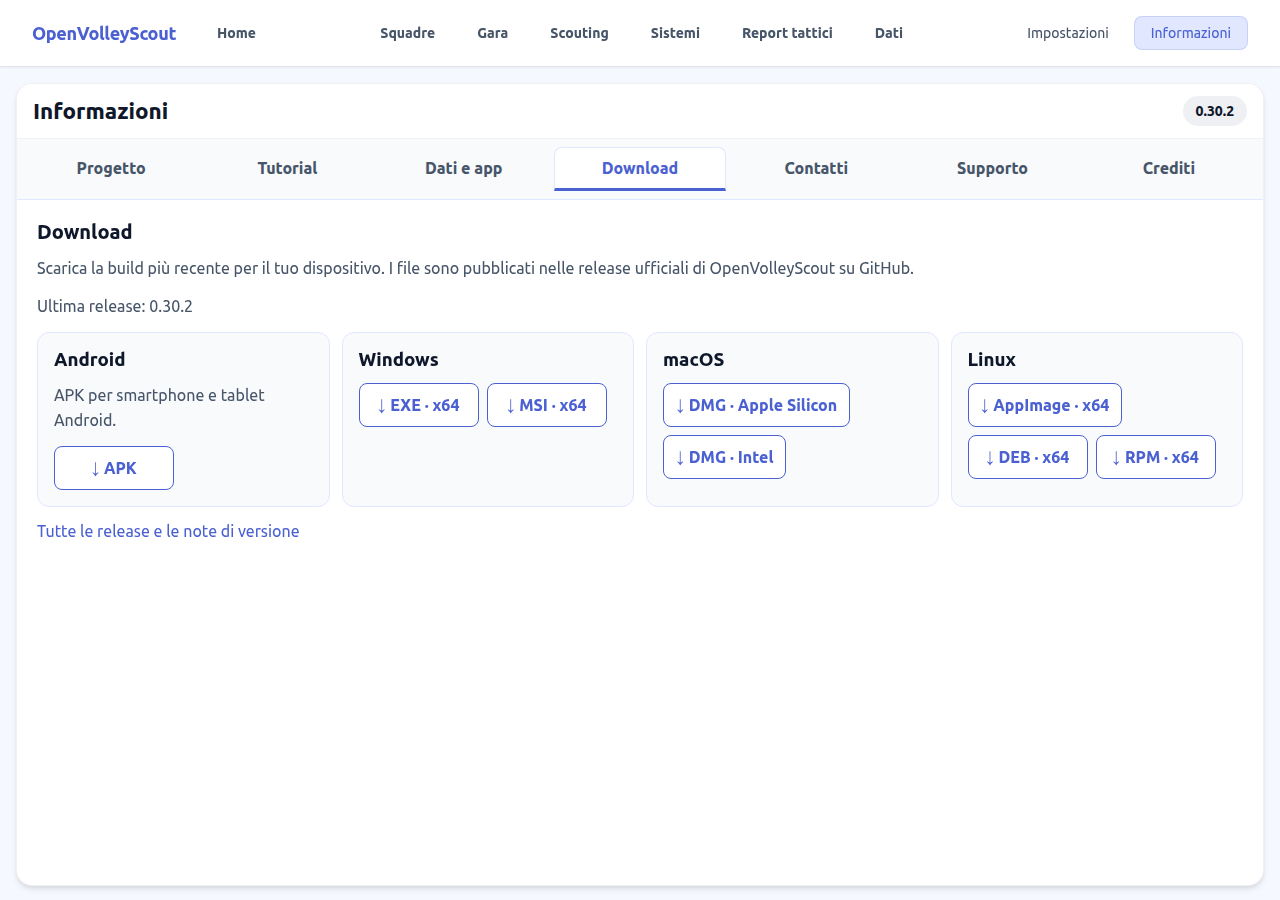 OpenVolleyScout Home Squadre Gara Scouting Sistemi Report tattici Dati Impostazioni Informazioni
Informazioni 0.30.2
Progetto Tutorial Dati e app Download Contatti Supporto Crediti
Download
Scarica la build più recente per il tuo dispositivo. I file sono pubblicati nelle release ufficiali di OpenVolleyScout su GitHub.
Ultima release: 0.30.2
Android
APK per smartphone e tablet
Android.
↓ APK
Windows
↓ EXE · x64 ↓ MSI · x64
macOS
↓ DMG · Apple Silicon
↓ DMG · Intel
Linux
↓ AppImage · x64
↓ DEB · x64 ↓ RPM · x64
Tutte le release e le note di versione